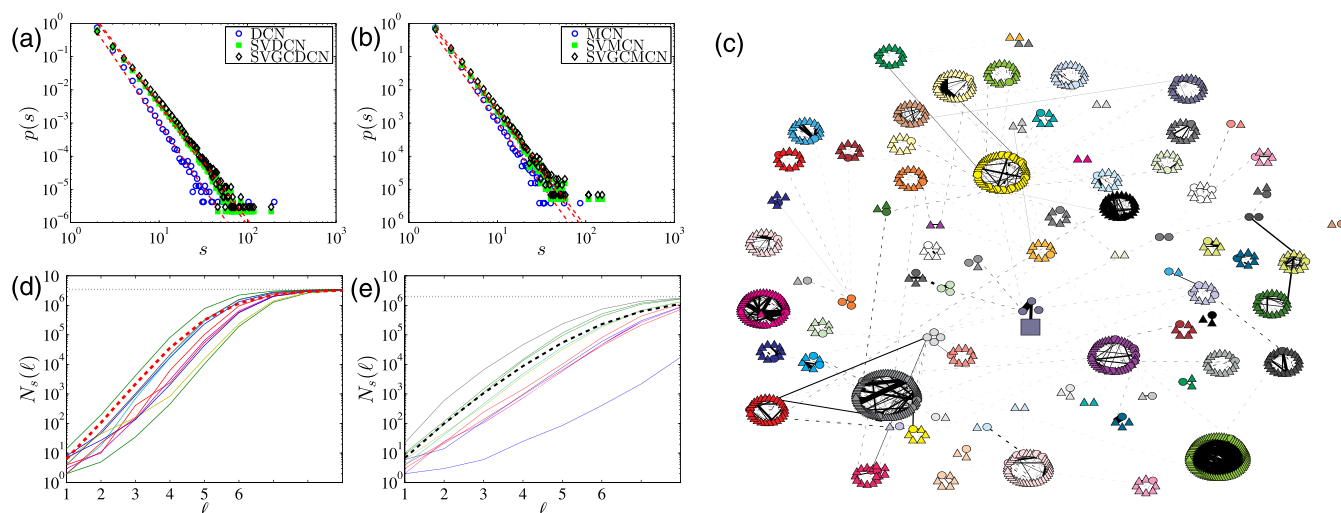 (a)
10^0
10^-1
10^-2
10^-3
10^-4
10^-5
10^-6
p(s)
DCN
SVDCN
SVGCDCN
10^0 10^1 10^2 10^3
s
(b)
10^0
10^-1
10^-2
10^-3
10^-4
10^-5
10^-6
p(s)
MCN
SVMCN
SVGCMCN
10^0 10^1 10^2 10^3
s
(c)
(d)
10
10^6
10^5
10^4
10^3
10^2
10^1
10^0
N_s(ℓ)
1 2 3 4 5 6
ℓ
(e)
10
10^6
10^5
10^4
10^3
10^2
10^1
10^0
N_s(ℓ)
1 2 3 4 5 6
ℓ